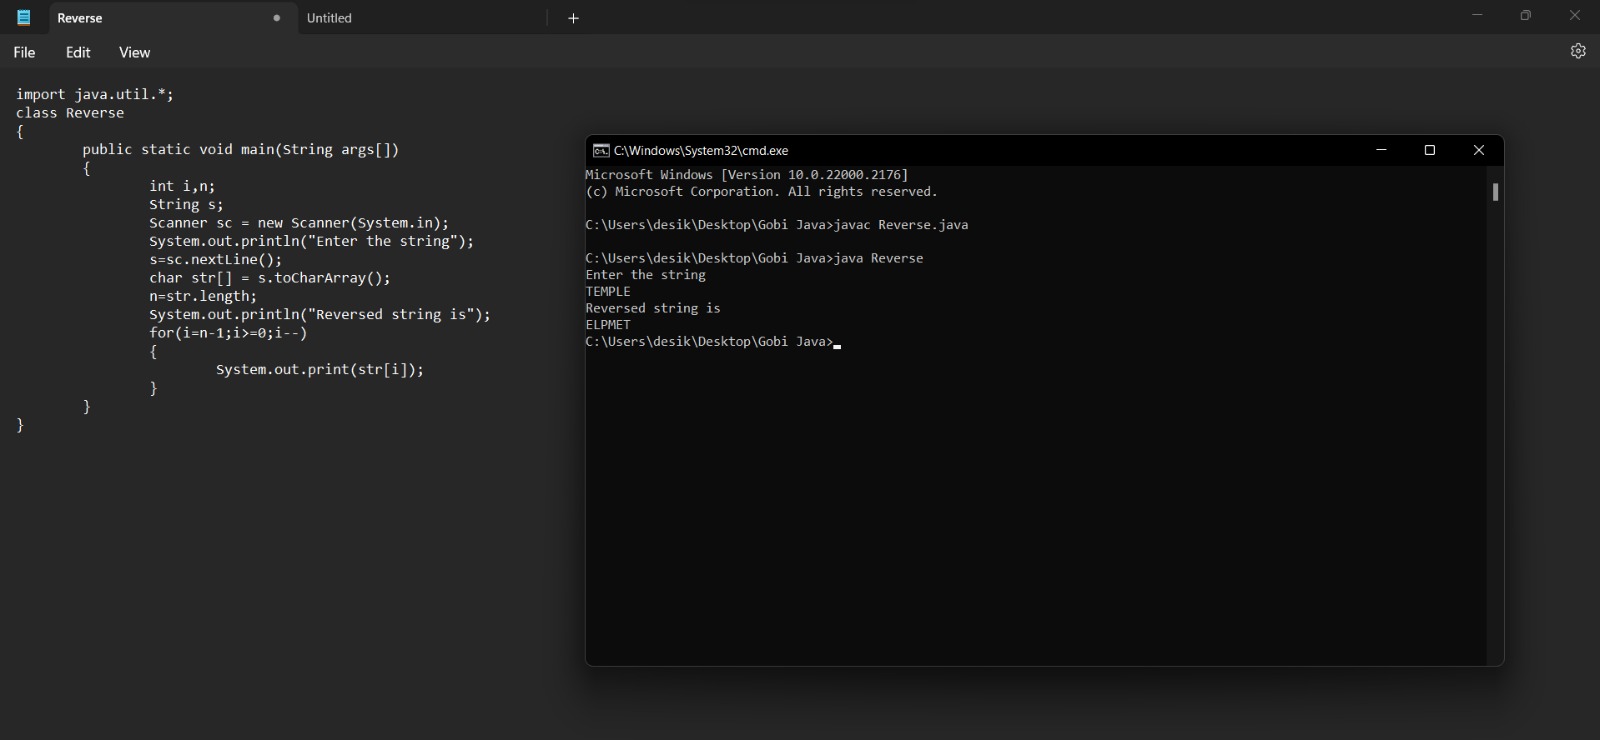 Reverse
Untitled
File Edit View
import java.util.*;
class Reverse
{
public static void main(String args[])
{
int i,n;
String s;
Scanner sc = new Scanner(System.in);
System.out.println("Enter the string");
s=sc.nextLine();
char str[] = s.toCharArray();
n=str.length;
System.out.println("Reversed string is");
for(i=n-1;i>=0;i--)
{
System.out.print(str[i]);
}
}
}
C:\Windows\System32\cmd.exe
Microsoft Windows [Version 10.0.22000.2176]
(c) Microsoft Corporation. All rights reserved.
C:\Users\desik\Desktop\Gobi Java>javac Reverse.java
C:\Users\desik\Desktop\Gobi Java>java Reverse
Enter the string
TEMPLE
Reversed string is
ELPMET
C:\Users\desik\Desktop\Gobi Java>